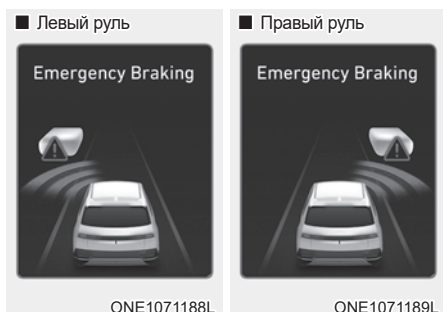 ■ Левый руль
Emergency Braking
ONE1071188L
■ Правый руль
Emergency Braking
ONE1071189L